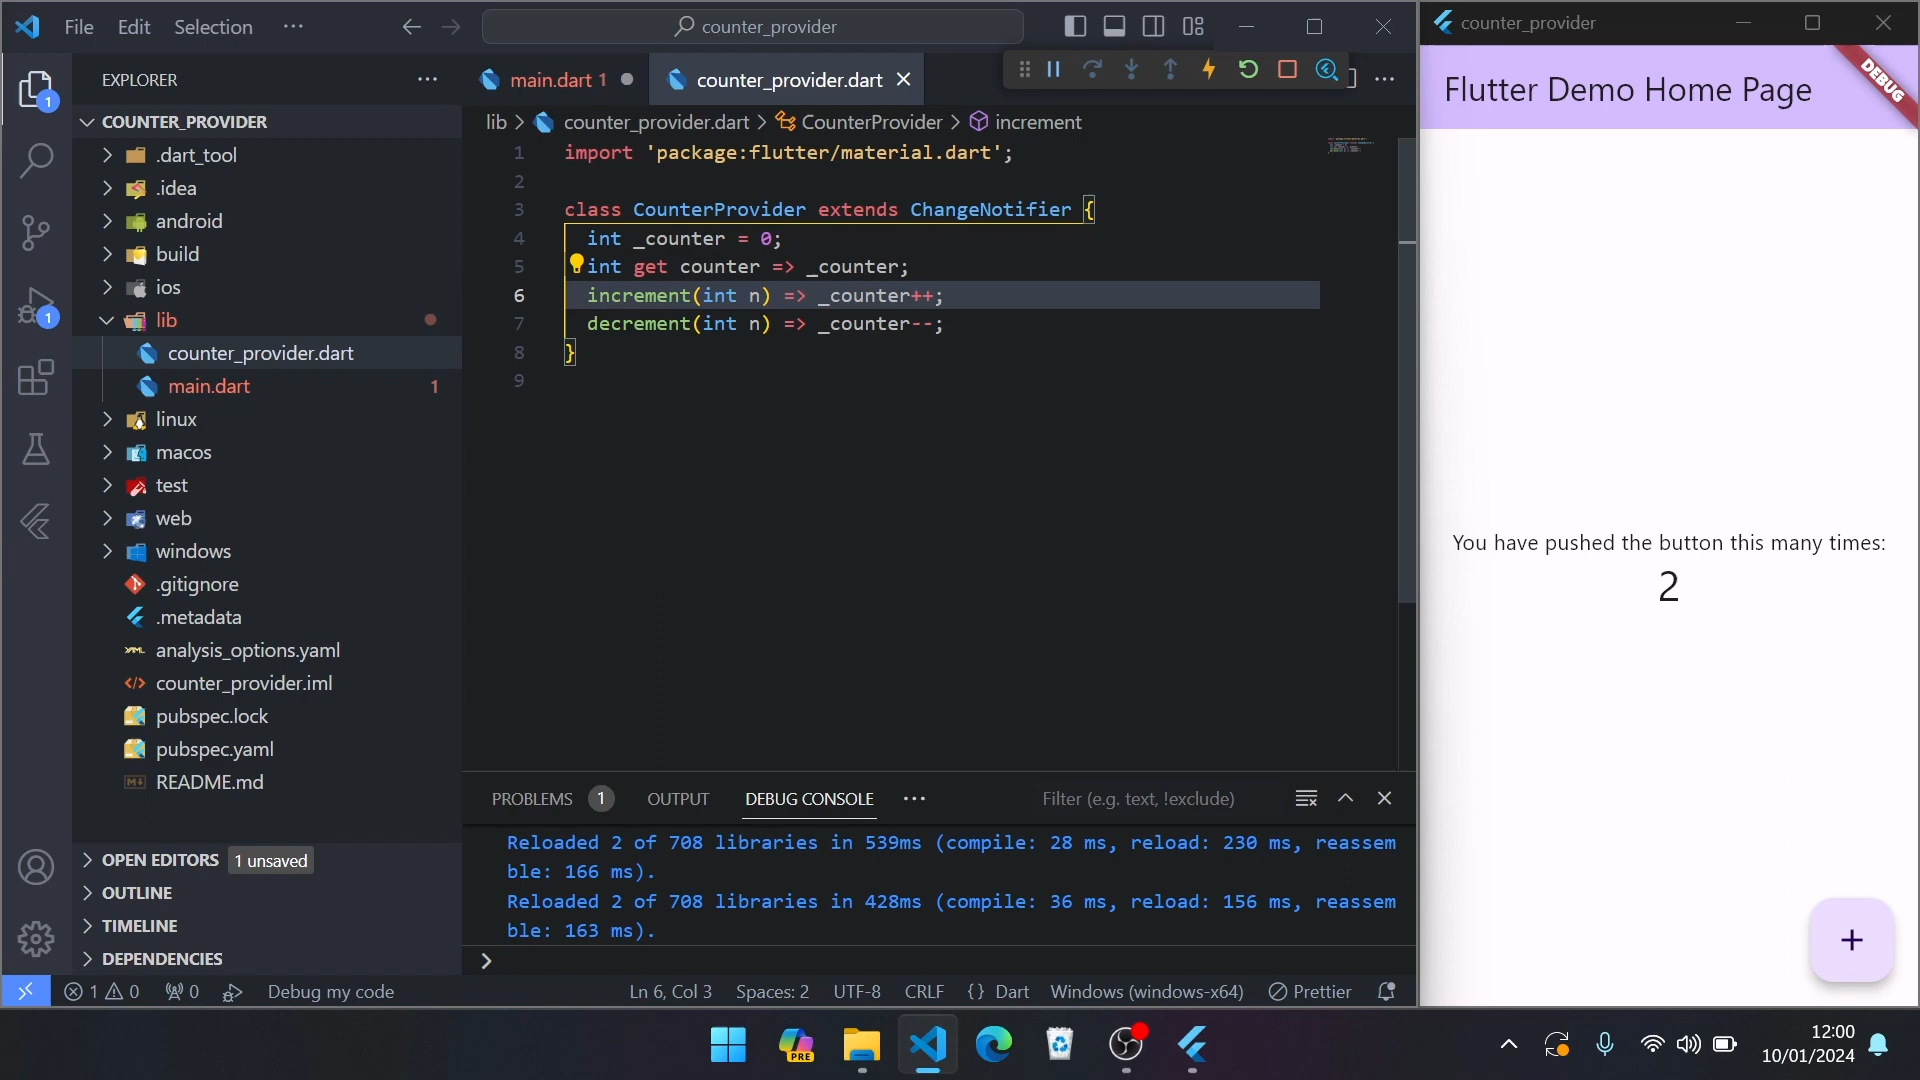 File Edit Selection ···
counter_provider
EXPLORER
COUNTER_PROVIDER
.dart_tool
.idea
android
build
ios
lib
counter_provider.dart
main.dart 1
linux
macos
test
web
windows
.gitignore
.metadata
analysis_options.yaml
counter_provider.iml
pubspec.lock
pubspec.yaml
README.md
OPEN EDITORS 1 unsaved
OUTLINE
TIMELINE
DEPENDENCIES
1
1
main.dart 1
counter_provider.dart
lib > counter_provider.dart > CounterProvider > increment
1 import 'package:flutter/material.dart';
2
3 class CounterProvider extends ChangeNotifier {
4 int _counter = 0;
5 int get counter => _counter;
6 increment(int n) => _counter++;
7 decrement(int n) => _counter--;
8 }
9
PROBLEMS 1 OUTPUT DEBUG CONSOLE ···
Filter (e.g. text, !exclude)
Reloaded 2 of 708 libraries in 539ms (compile: 28 ms, reload: 230 ms, reassem
ble: 166 ms).
Reloaded 2 of 708 libraries in 428ms (compile: 36 ms, reload: 156 ms, reassem
ble: 163 ms).
>
1 0 0 Debug my code Ln 6, Col 3 Spaces: 2 UTF-8 CRLF {} Dart Windows (windows-x64) Prettier
counter_provider
Flutter Demo Home Page
DEBUG
You have pushed the button this many times:
2
+
PRE
12:00
10/01/2024